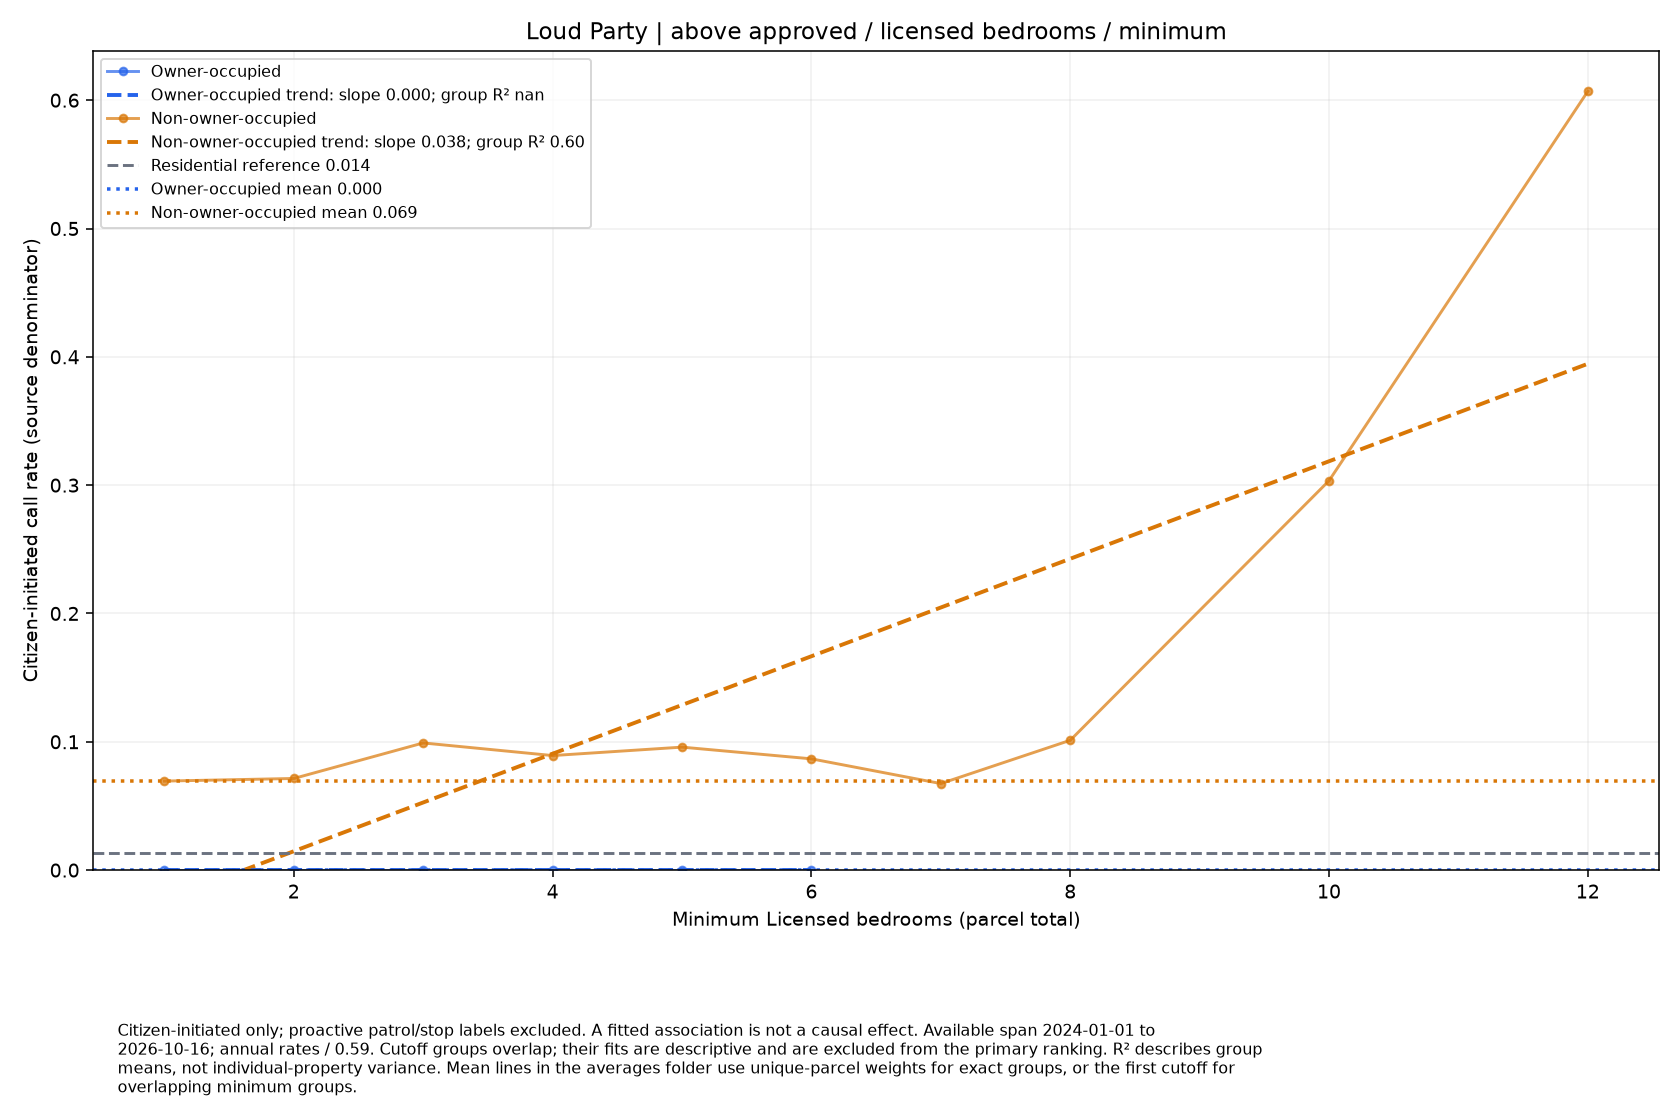 Loud Party | above approved / licensed bedrooms / minimum
Owner-occupied
Owner-occupied trend: slope 0.000; group R² nan
Non-owner-occupied
Non-owner-occupied trend: slope 0.038; group R² 0.60
Residential reference 0.014
Owner-occupied mean 0.000
Non-owner-occupied mean 0.069
Citizen-initiated call rate (source denominator)
0.6
0.5
0.4
0.3
0.2
0.1
0.0
2 4 6 8 10 12
Minimum Licensed bedrooms (parcel total)
Citizen-initiated only; proactive patrol/stop labels excluded. A fitted association is not a causal effect. Available span 2024-01-01 to
2026-10-16; annual rates / 0.59. Cutoff groups overlap; their fits are descriptive and are excluded from the primary ranking. R² describes group
means, not individual-property variance. Mean lines in the averages folder use unique-parcel weights for exact groups, or the first cutoff for
overlapping minimum groups.